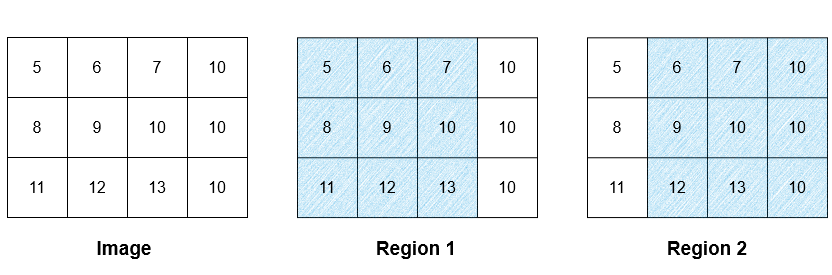 5 6 7 10 5 6 7 10 5 6 7 10
8 9 10 10 8 9 10 10 8 9 10 10
11 12 13 10 11 12 13 10 11 12 13 10
Image Region 1 Region 2